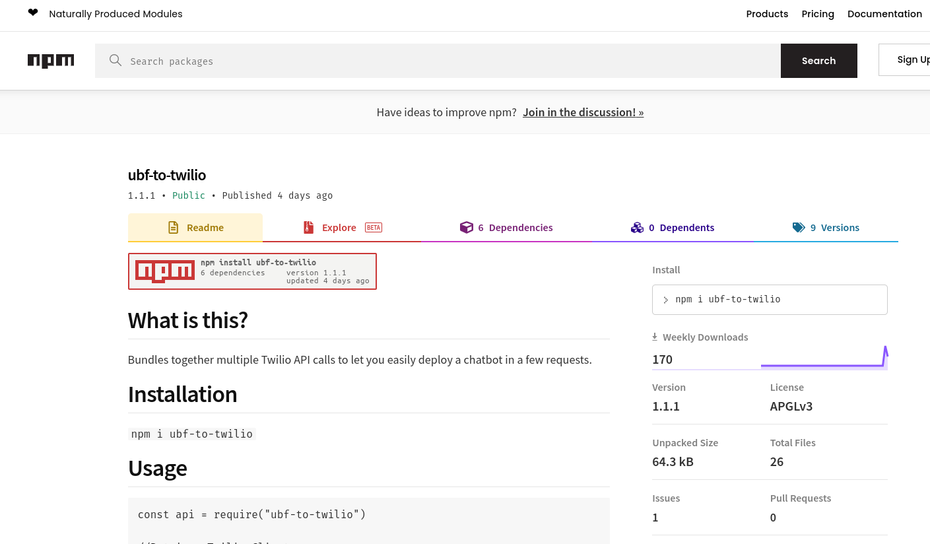 ❤ Naturally Produced Modules
Products Pricing Documentation
npm
Search packages
Search
Sign Up
Have ideas to improve npm? Join in the discussion! »
ubf-to-twilio
1.1.1 • Public • Published 4 days ago
Readme
Explore BETA
6 Dependencies
0 Dependents
9 Versions
npm
npm install ubf-to-twilio
6 dependencies version 1.1.1
updated 4 days ago
What is this?
Bundles together multiple Twilio API calls to let you easily deploy a chatbot in a few requests.
Installation
npm i ubf-to-twilio
Usage
const api = require("ubf-to-twilio")
Install
npm i ubf-to-twilio
Weekly Downloads
170
Version License
1.1.1 APGLv3
Unpacked Size Total Files
64.3 kB 26
Issues Pull Requests
1 0